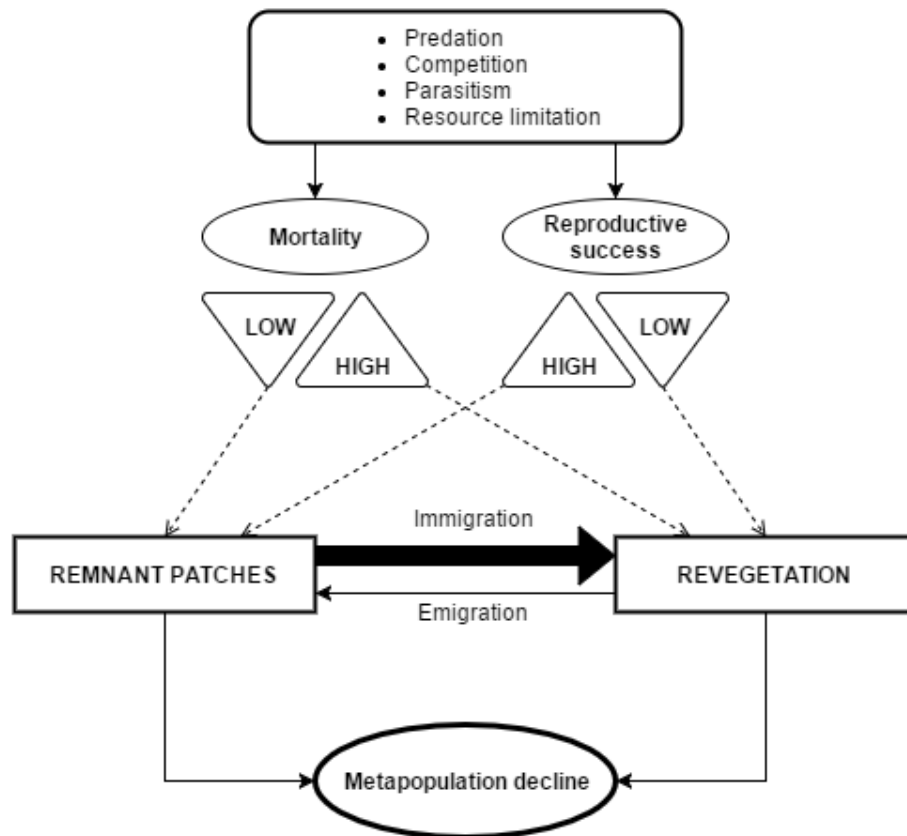 • Predation
• Competition
• Parasitism
• Resource limitation
Mortality
Reproductive
success
LOW
HIGH
HIGH
LOW
Immigration
REMNANT PATCHES
REVEGETATION
Emigration
Metapopulation decline